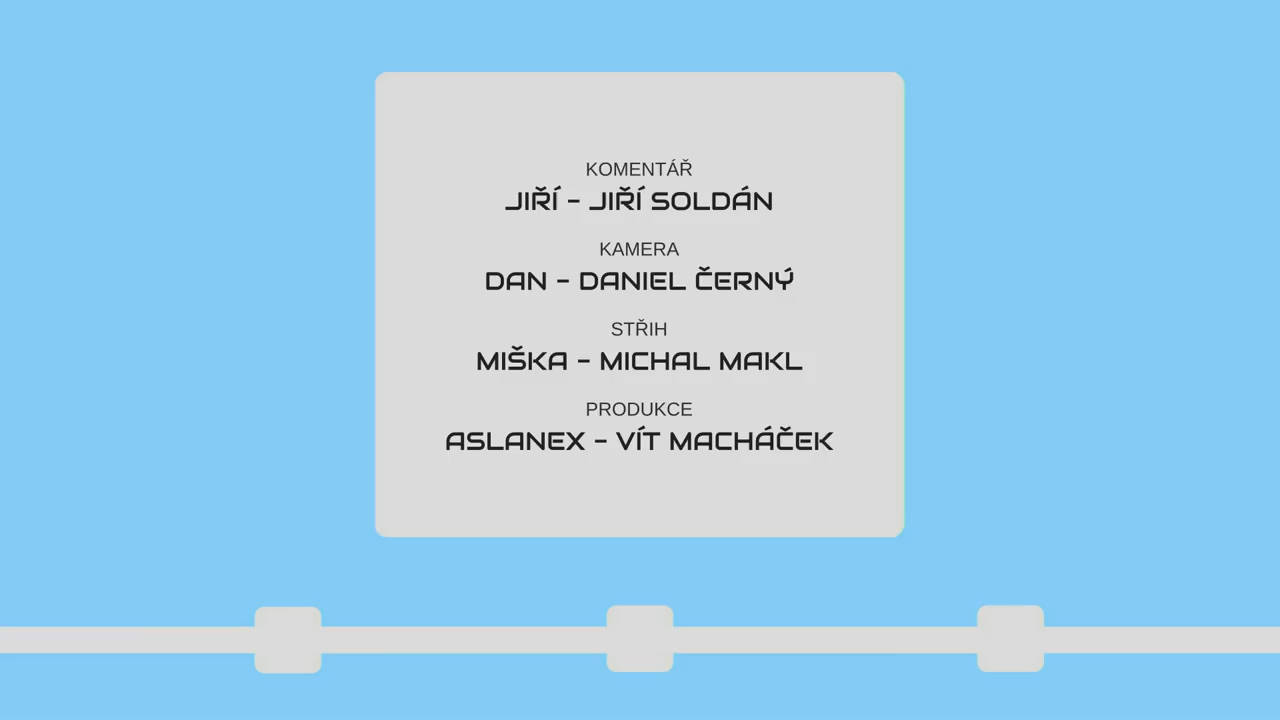 KOMENTÁŘ
JIŘÍ - JIŘÍ SOLDÁN
KAMERA
DAN - DANIEL ČERNÝ
STŘIH
MIŠKA - MICHAL MAKL
PRODUKCE
ASLANEX - VÍT MACHÁČEK